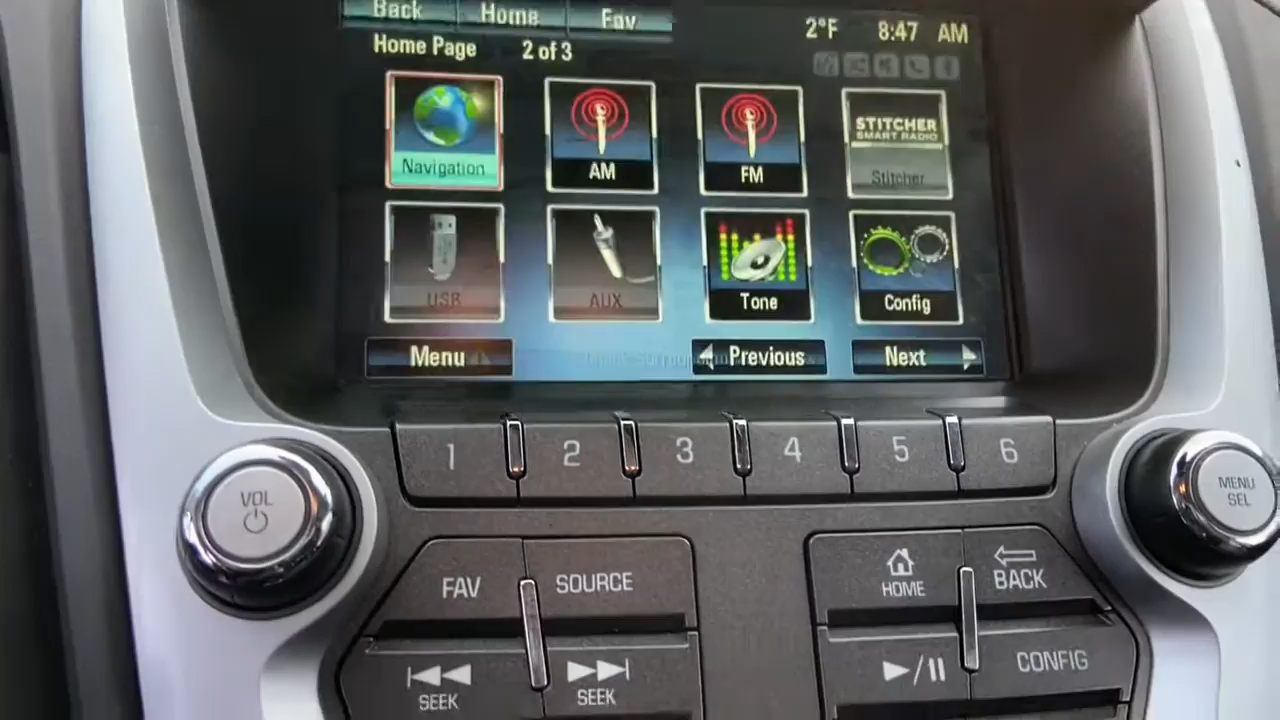 Back Home Fav
2°F 8:47 AM
Home Page 2 of 3
Navigation AM FM STITCHER
SMART RADIO
Stitcher
USB AUX Tone Config
Menu Previous Next
1 2 3 4 5 6
VOL
MENU
SEL
FAV SOURCE HOME BACK
SEEK SEEK CONFIG